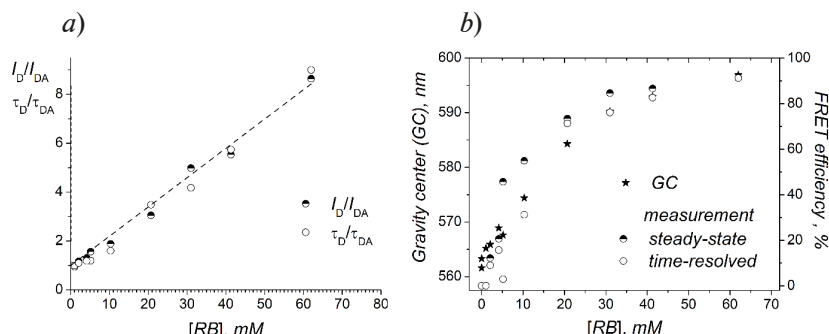 a)
b)
I_D/I_DA
τ_D/τ_DA
8
6
4
2
0
0 10 20 30 40 50 60 70 80
[RB], mM
I_D/I_DA
τ_D/τ_DA
Gravity center (GC), nm
600
590
580
570
560
0 10 20 30 40 50 60 70
[RB], mM
100
80
60
40
20
0
FRET efficiency , %
GC
measurement
steady-state
time-resolved